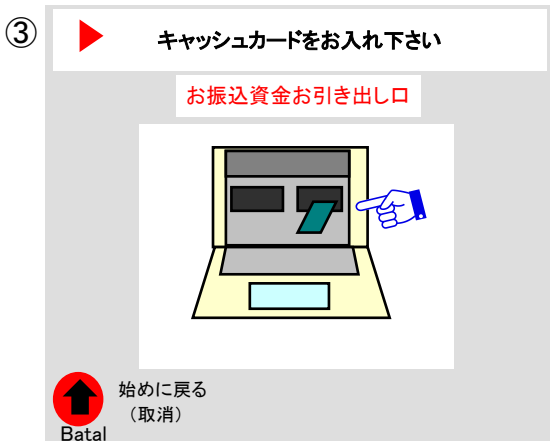 ③
キャッシュカードをお入れ下さい
お振込資金お引き出し口
始めに戻る
（取消）
Batal